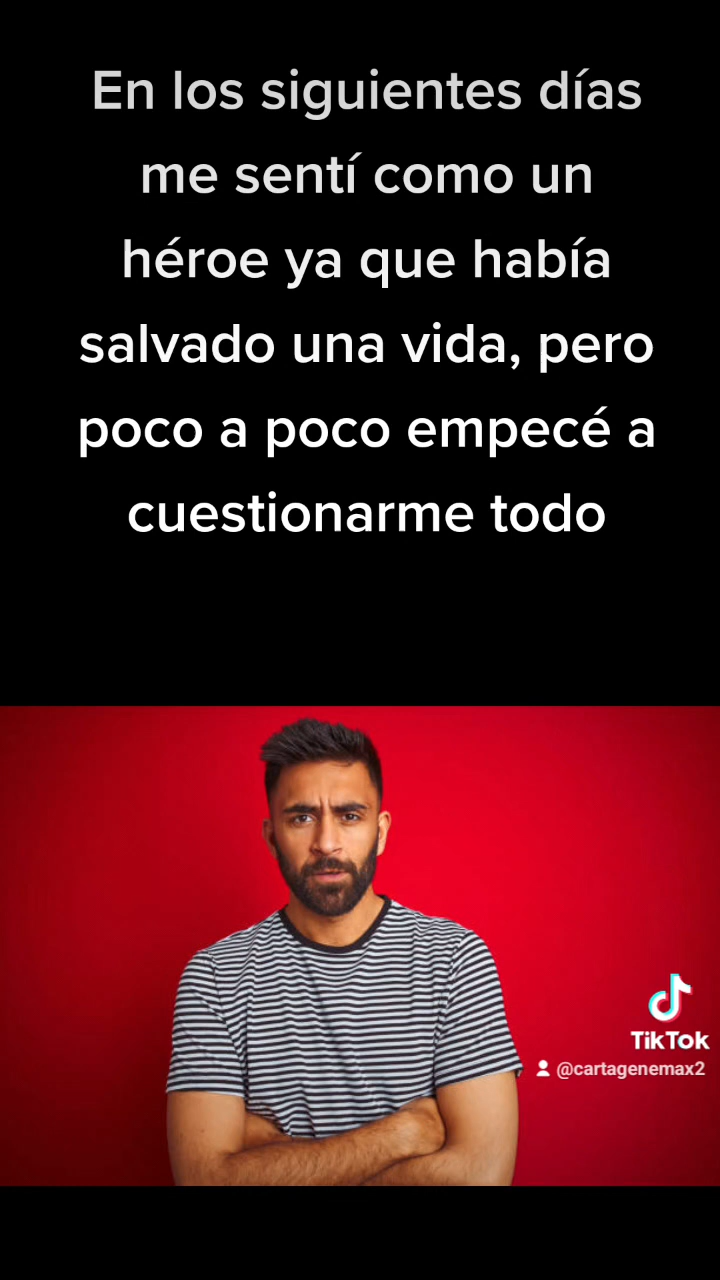 En los siguientes días
me sentí como un
héroe ya que había
salvado una vida, pero
poco a poco empecé a
cuestionarme todo
TikTok
@cartagenemax2